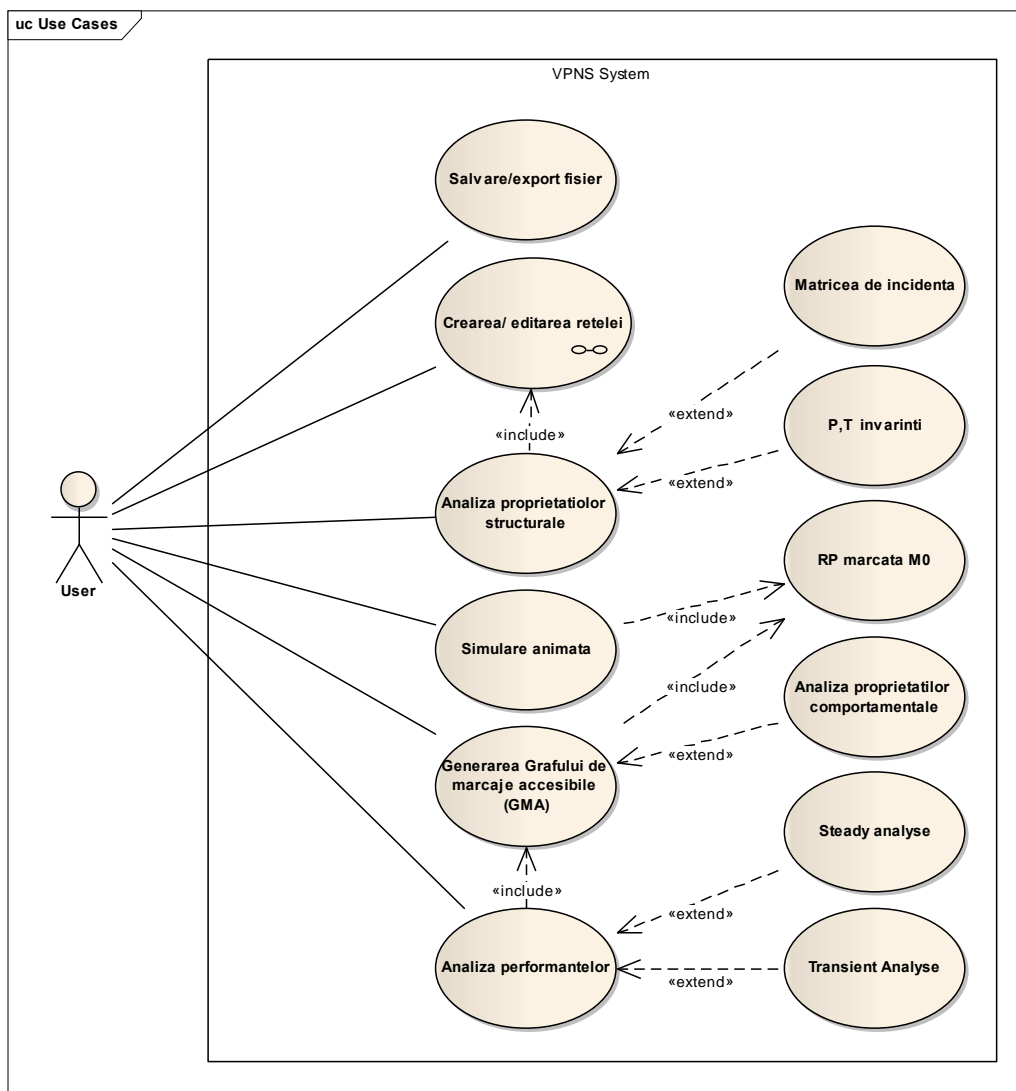 uc Use Cases
VPNS System
Salvare/export fisier
Matricea de incidenta
Crearea/ editarea retelei
«extend»
P,T invarinti
«include»
«extend»
Analiza proprietatiolor
structurale
RP marcata M0
User
«include»
Simulare animata
«include»
Analiza proprietatilor
comportamentale
«extend»
Generarea Grafului de
marcaje accesibile
(GMA)
Steady analyse
«include»
«extend»
Analiza performantelor
Transient Analyse
«extend»